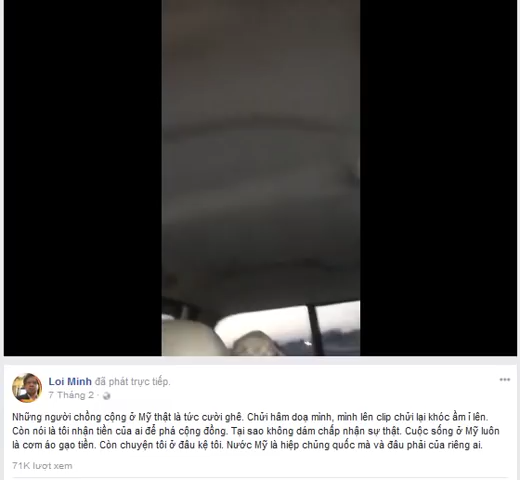 Loi Minh đã phát trực tiếp.
7 Tháng 2 ·
Những người chống cộng ở Mỹ thật là tức cười ghê. Chửi hăm doạ mình, mình lên clip chửi lại khóc ầm ĩ lên.
Còn nói là tôi nhận tiền của ai để phá cộng đồng. Tại sao không dám chấp nhận sự thật. Cuộc sống ở Mỹ luôn
là cơm áo gạo tiền. Còn chuyện tôi ở đâu kệ tôi. Nước Mỹ là hiệp chủng quốc mà và đâu phải của riêng ai.
71K lượt xem